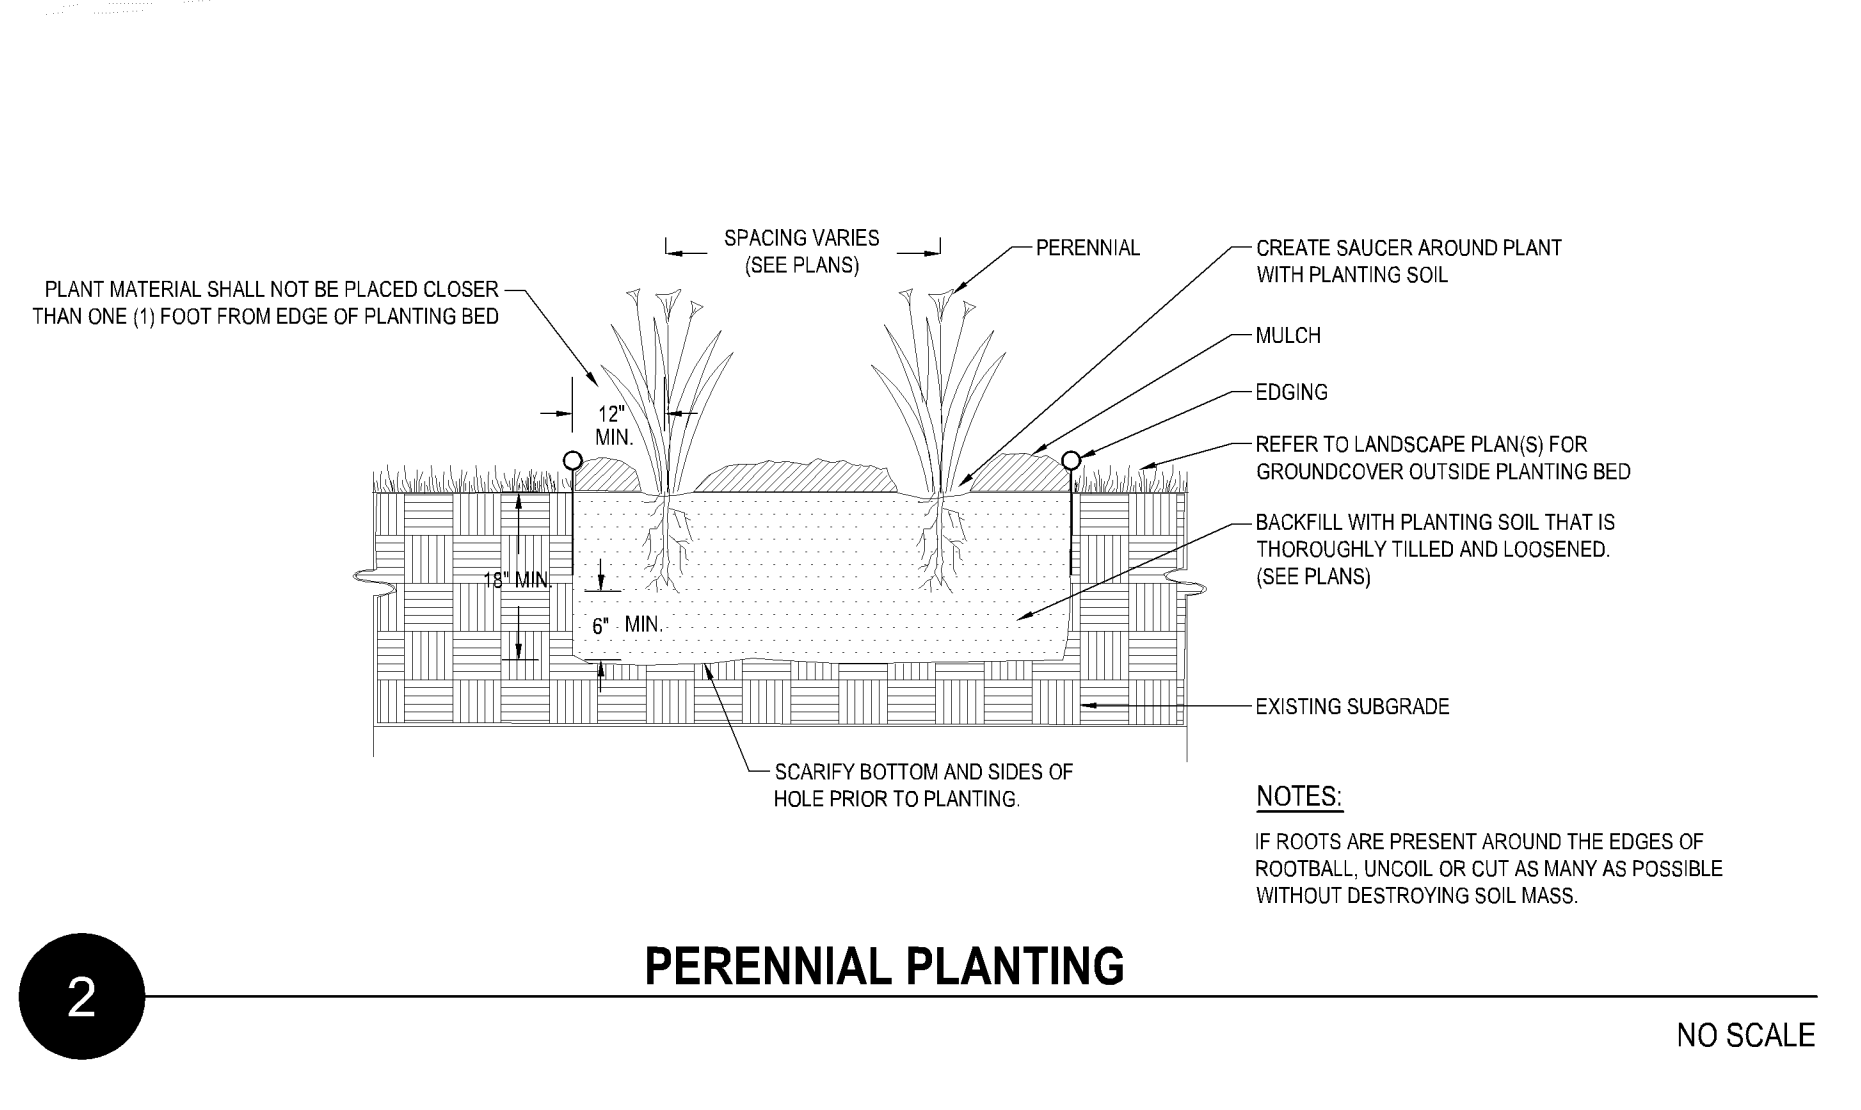 SPACING VARIES
(SEE PLANS)
PERENNIAL
CREATE SAUCER AROUND PLANT
WITH PLANTING SOIL
PLANT MATERIAL SHALL NOT BE PLACED CLOSER
THAN ONE (1) FOOT FROM EDGE OF PLANTING BED
MULCH
EDGING
12"
MIN.
REFER TO LANDSCAPE PLAN(S) FOR
GROUNDCOVER OUTSIDE PLANTING BED
BACKFILL WITH PLANTING SOIL THAT IS
THOROUGHLY TILLED AND LOOSENED.
(SEE PLANS)
18" MIN.
6" MIN.
EXISTING SUBGRADE
SCARIFY BOTTOM AND SIDES OF
HOLE PRIOR TO PLANTING.
NOTES:
IF ROOTS ARE PRESENT AROUND THE EDGES OF
ROOTBALL, UNCOIL OR CUT AS MANY AS POSSIBLE
WITHOUT DESTROYING SOIL MASS.
2
PERENNIAL PLANTING
NO SCALE